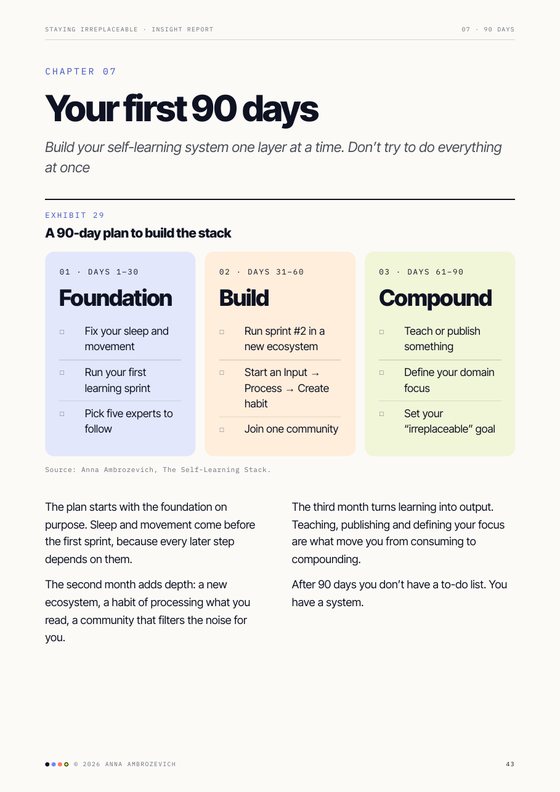 STAYING IRREPLACEABLE · INSIGHT REPORT
07 · 90 DAYS
CHAPTER 07
Your first 90 days
Build your self-learning system one layer at a time. Don’t try to do everything
at once
EXHIBIT 29
A 90-day plan to build the stack
01 · DAYS 1–30
Foundation
Fix your sleep and
movement
Run your first
learning sprint
Pick five experts to
follow
02 · DAYS 31–60
Build
Run sprint #2 in a
new ecosystem
Start an Input →
Process → Create
habit
Join one community
03 · DAYS 61–90
Compound
Teach or publish
something
Define your domain
focus
Set your
“irreplaceable” goal
Source: Anna Ambrozevich, The Self-Learning Stack.
The plan starts with the foundation on
purpose. Sleep and movement come before
the first sprint, because every later step
depends on them.
The second month adds depth: a new
ecosystem, a habit of processing what you
read, a community that filters the noise for
you.
The third month turns learning into output.
Teaching, publishing and defining your focus
are what move you from consuming to
compounding.
After 90 days you don’t have a to-do list. You
have a system.
© 2026 ANNA AMBROZEVICH
43